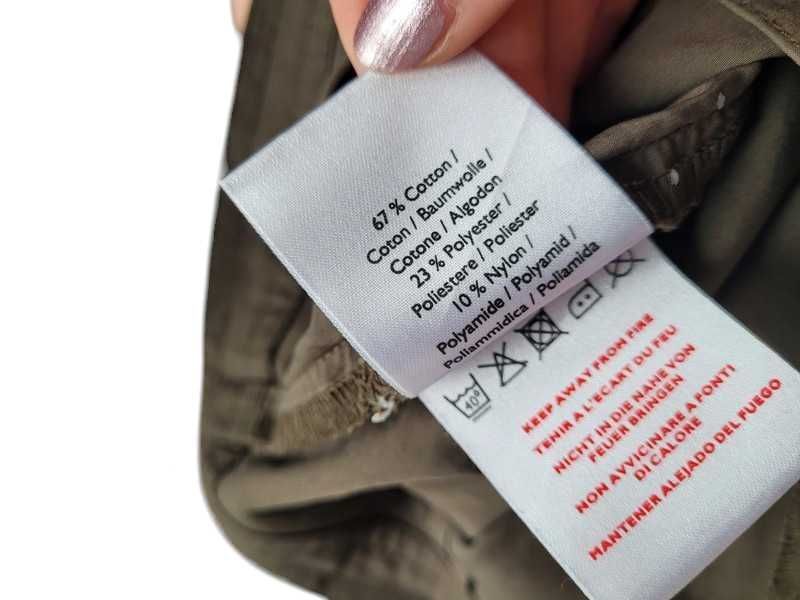 67 % Cotton /
Coton / Baumwolle /
Cotone / Algodon
23 % Polyester /
Poliestere / Poliester
10 % Nylon /
Polyamide / Polyamid /
Poliammidica / Poliamida
40°
KEEP AWAY FROM FIRE
TENIR A L'ECART DU FEU
NICHT IN DIE NAHE VON
FEUER BRINGEN
NON AVVICINARE A FONTI
DI CALORE
MANTENER ALEJADO DEL FUEGO